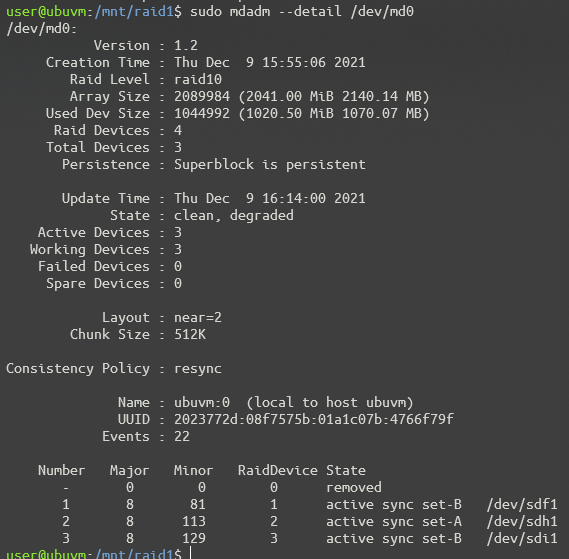 user@ubuvm:/mnt/raid1$ sudo mdadm --detail /dev/md0
/dev/md0:
Version : 1.2
Creation Time : Thu Dec  9 15:55:06 2021
Raid Level : raid10
Array Size : 2089984 (2041.00 MiB 2140.14 MB)
Used Dev Size : 1044992 (1020.50 MiB 1070.07 MB)
Raid Devices : 4
Total Devices : 3
Persistence : Superblock is persistent
Update Time : Thu Dec  9 16:14:00 2021
State : clean, degraded
Active Devices : 3
Working Devices : 3
Failed Devices : 0
Spare Devices : 0
Layout : near=2
Chunk Size : 512K
Consistency Policy : resync
Name : ubuvm:0  (local to host ubuvm)
UUID : 2023772d:08f7575b:01a1c07b:4766f79f
Events : 22
Number   Major   Minor   RaidDevice State
-       0        0        0      removed
1       8       81        1      active sync set-B   /dev/sdf1
2       8      113        2      active sync set-A   /dev/sdh1
3       8      129        3      active sync set-B   /dev/sdi1
user@ubuvm:/mnt/raid1$